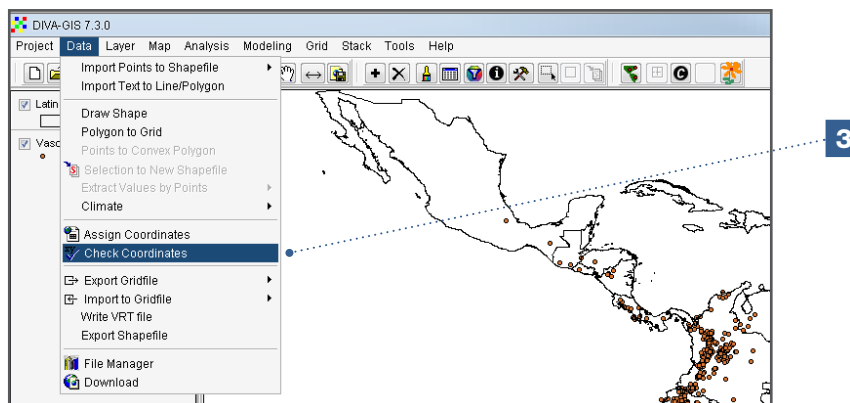 DIVA-GIS 7.3.0
Project Data Layer Map Analysis Modeling Grid Stack Tools Help
Import Points to Shapefile
Import Text to Line/Polygon
Draw Shape
Polygon to Grid
Points to Convex Polygon
Selection to New Shapefile
Extract Values by Points
Climate
Assign Coordinates
Check Coordinates
Export Gridfile
Import to Gridfile
Write VRT file
Export Shapefile
File Manager
Download
Latin
Vasc
3